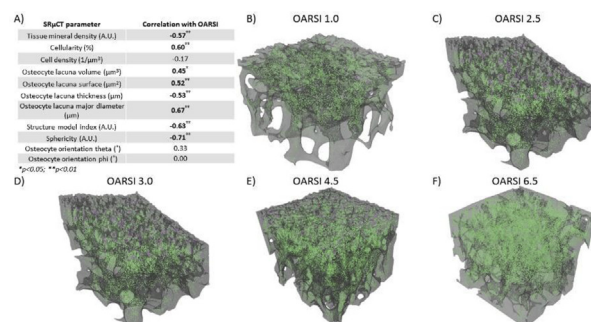 A)
SRμCT parameter Correlation with OARSI
Tissue mineral density (A.U.) -0.57**
Cellularity (%) 0.60**
Cell density (1/μm³) -0.17
Osteocyte lacuna volume (μm³) 0.45*
Osteocyte lacuna surface (μm²) 0.52**
Osteocyte lacuna thickness (μm) -0.53**
Osteocyte lacuna major diameter
(μm) 0.67**
Structure model index (A.U.) -0.63**
Sphericity (A.U.) -0.71**
Osteocyte orientation theta (°) 0.33
Osteocyte orientation phi (°) 0.00
*p<0.05; **p<0.01
B) OARSI 1.0
C) OARSI 2.5
D) OARSI 3.0
E) OARSI 4.5
F) OARSI 6.5